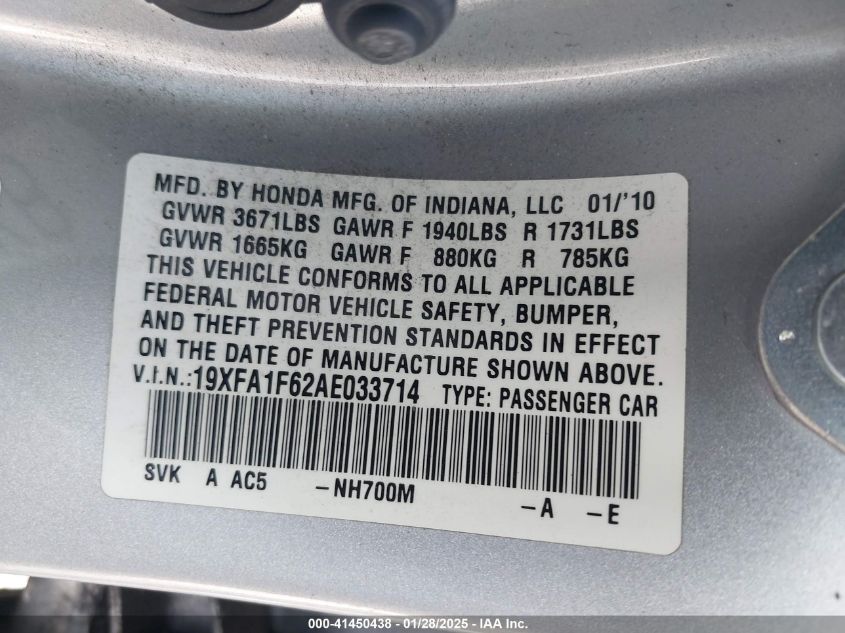 MFD. BY HONDA MFG. OF INDIANA, LLC 01/'10
GVWR 3671LBS GAWR F 1940LBS R 1731LBS
GVWR 1665KG GAWR F 880KG R 785KG
THIS VEHICLE CONFORMS TO ALL APPLICABLE
FEDERAL MOTOR VEHICLE SAFETY, BUMPER,
AND THEFT PREVENTION STANDARDS IN EFFECT
ON THE DATE OF MANUFACTURE SHOWN ABOVE.
V.I.N.:19XFA1F62AE033714 TYPE: PASSENGER CAR
SVK A AC5 -NH700M -A -E
000-41450438 - 01/28/2025 - IAA Inc.